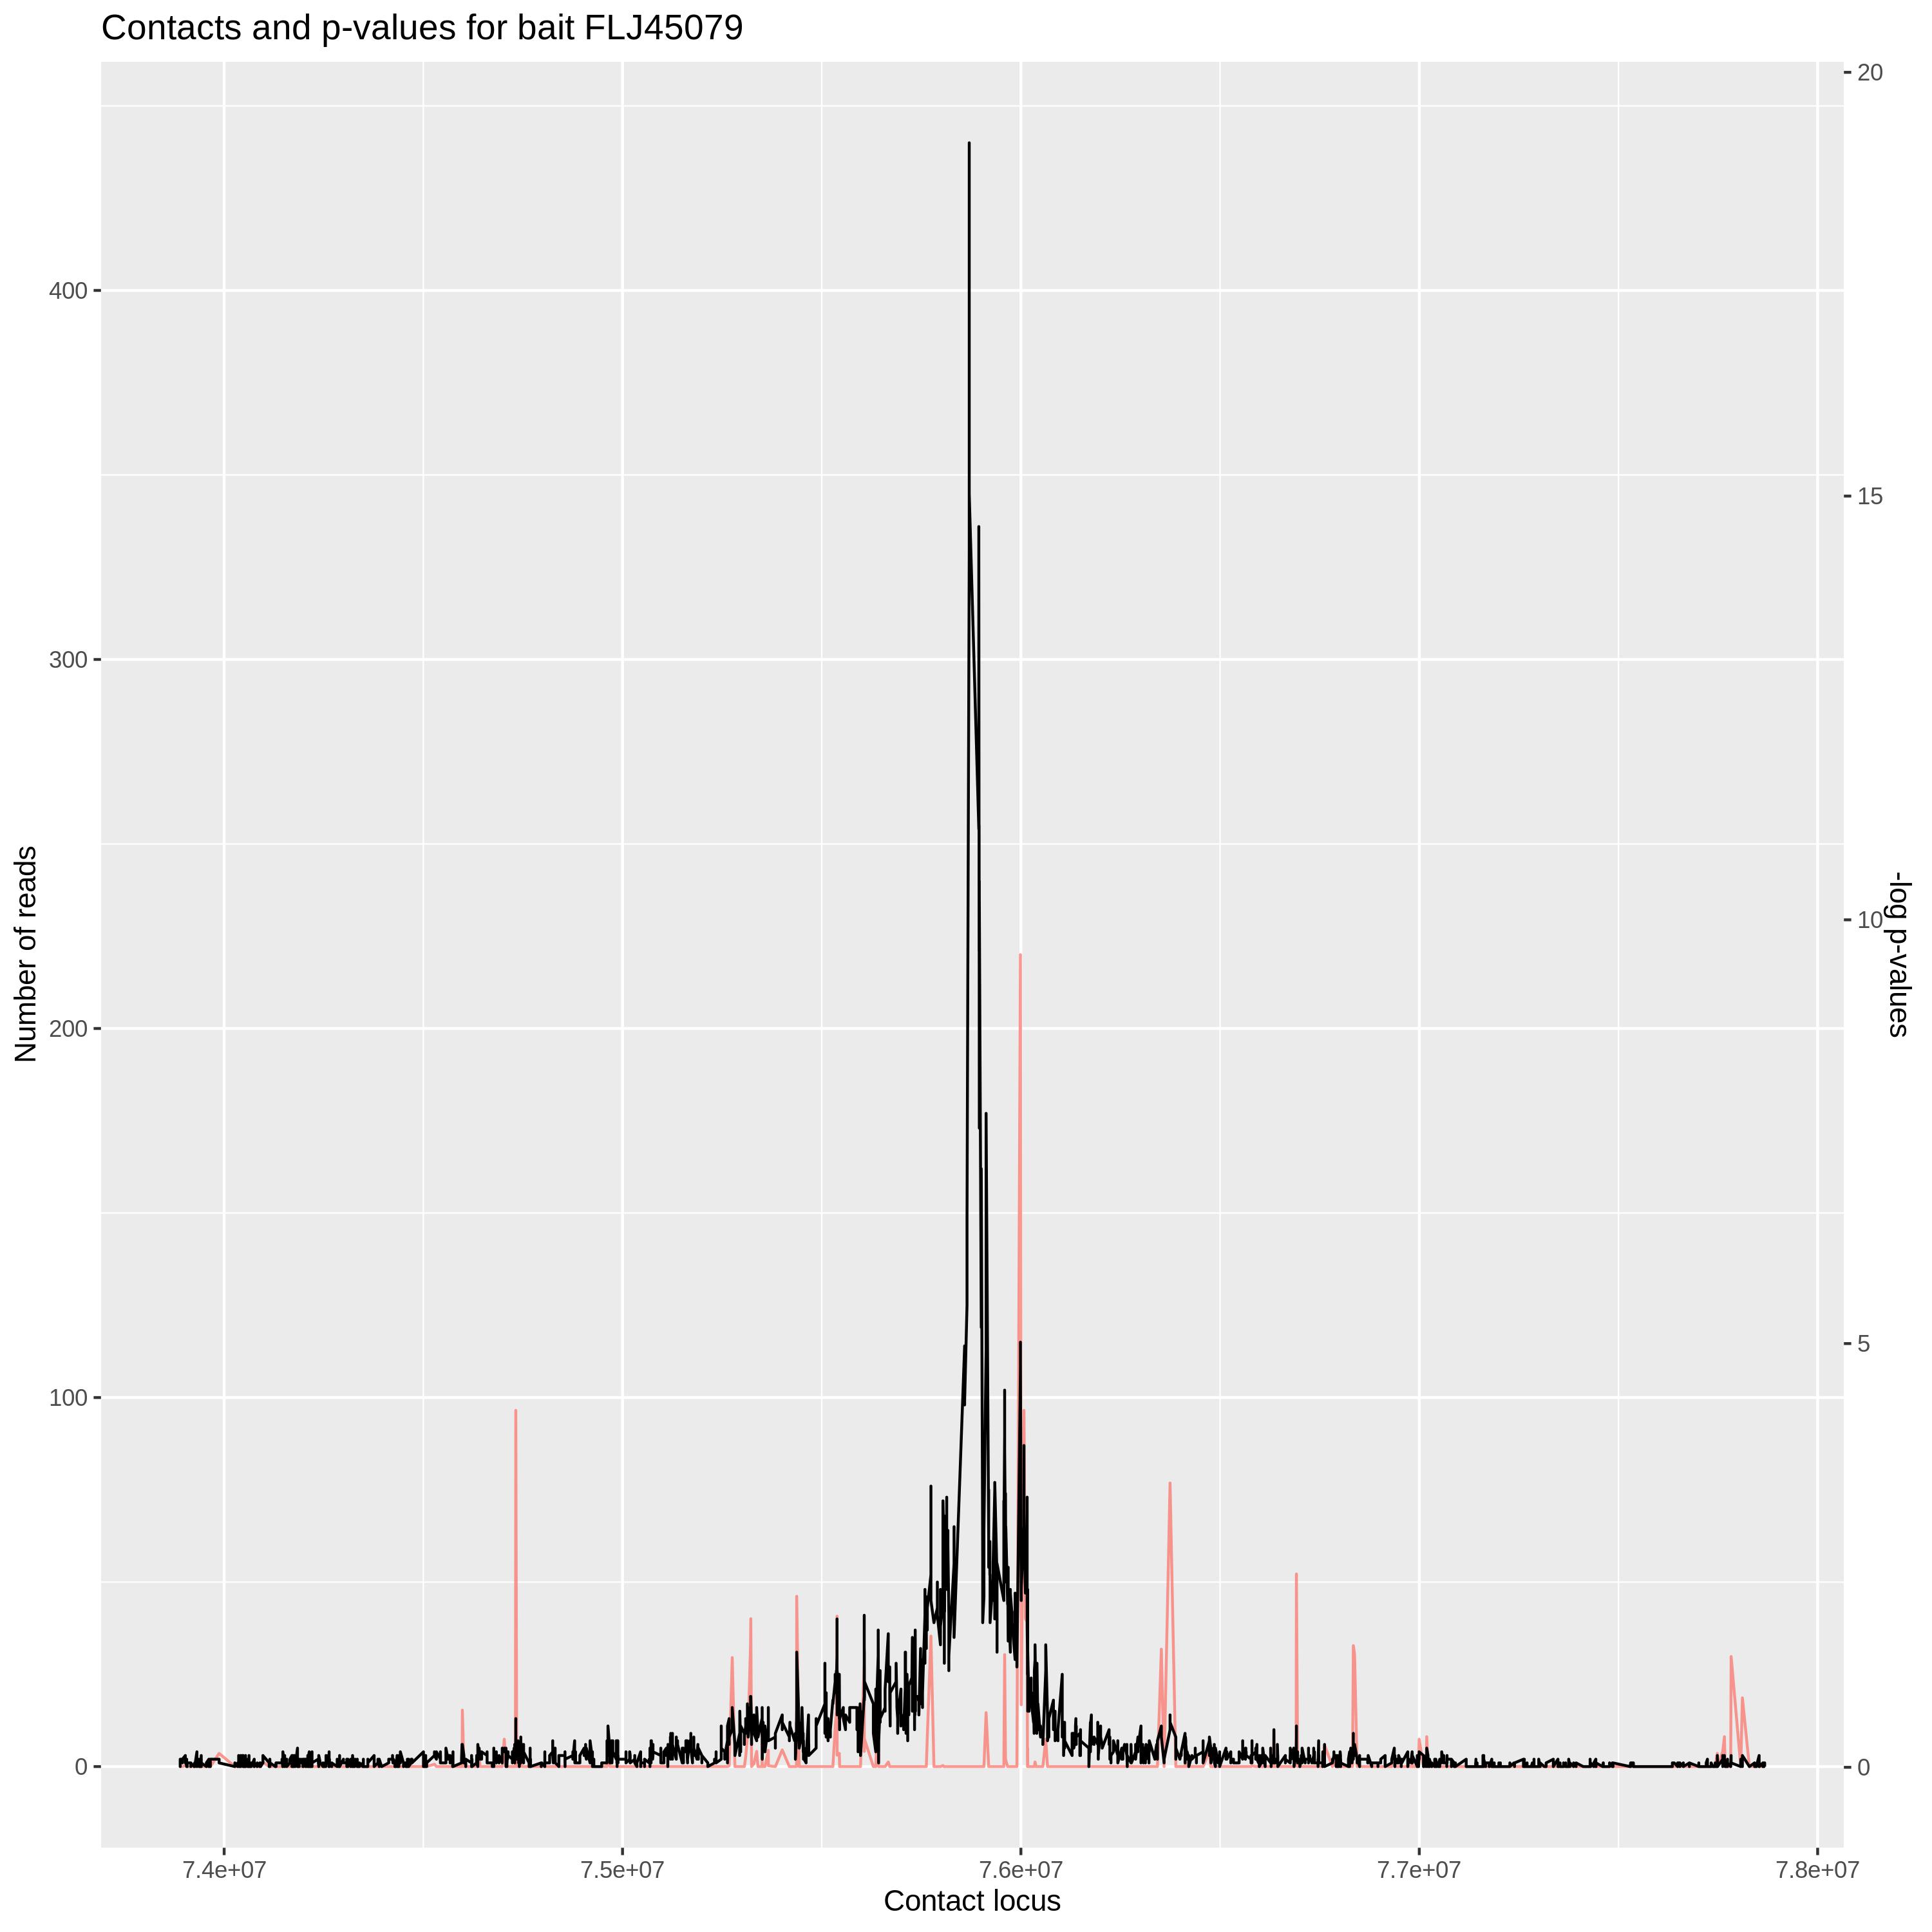 Contacts and p-values for bait FLJ45079
20
400
15
300
Number of reads
10
-log p-values
200
5
100
0
0
7.4e+07
7.5e+07
7.6e+07
7.7e+07
7.8e+07
Contact locus